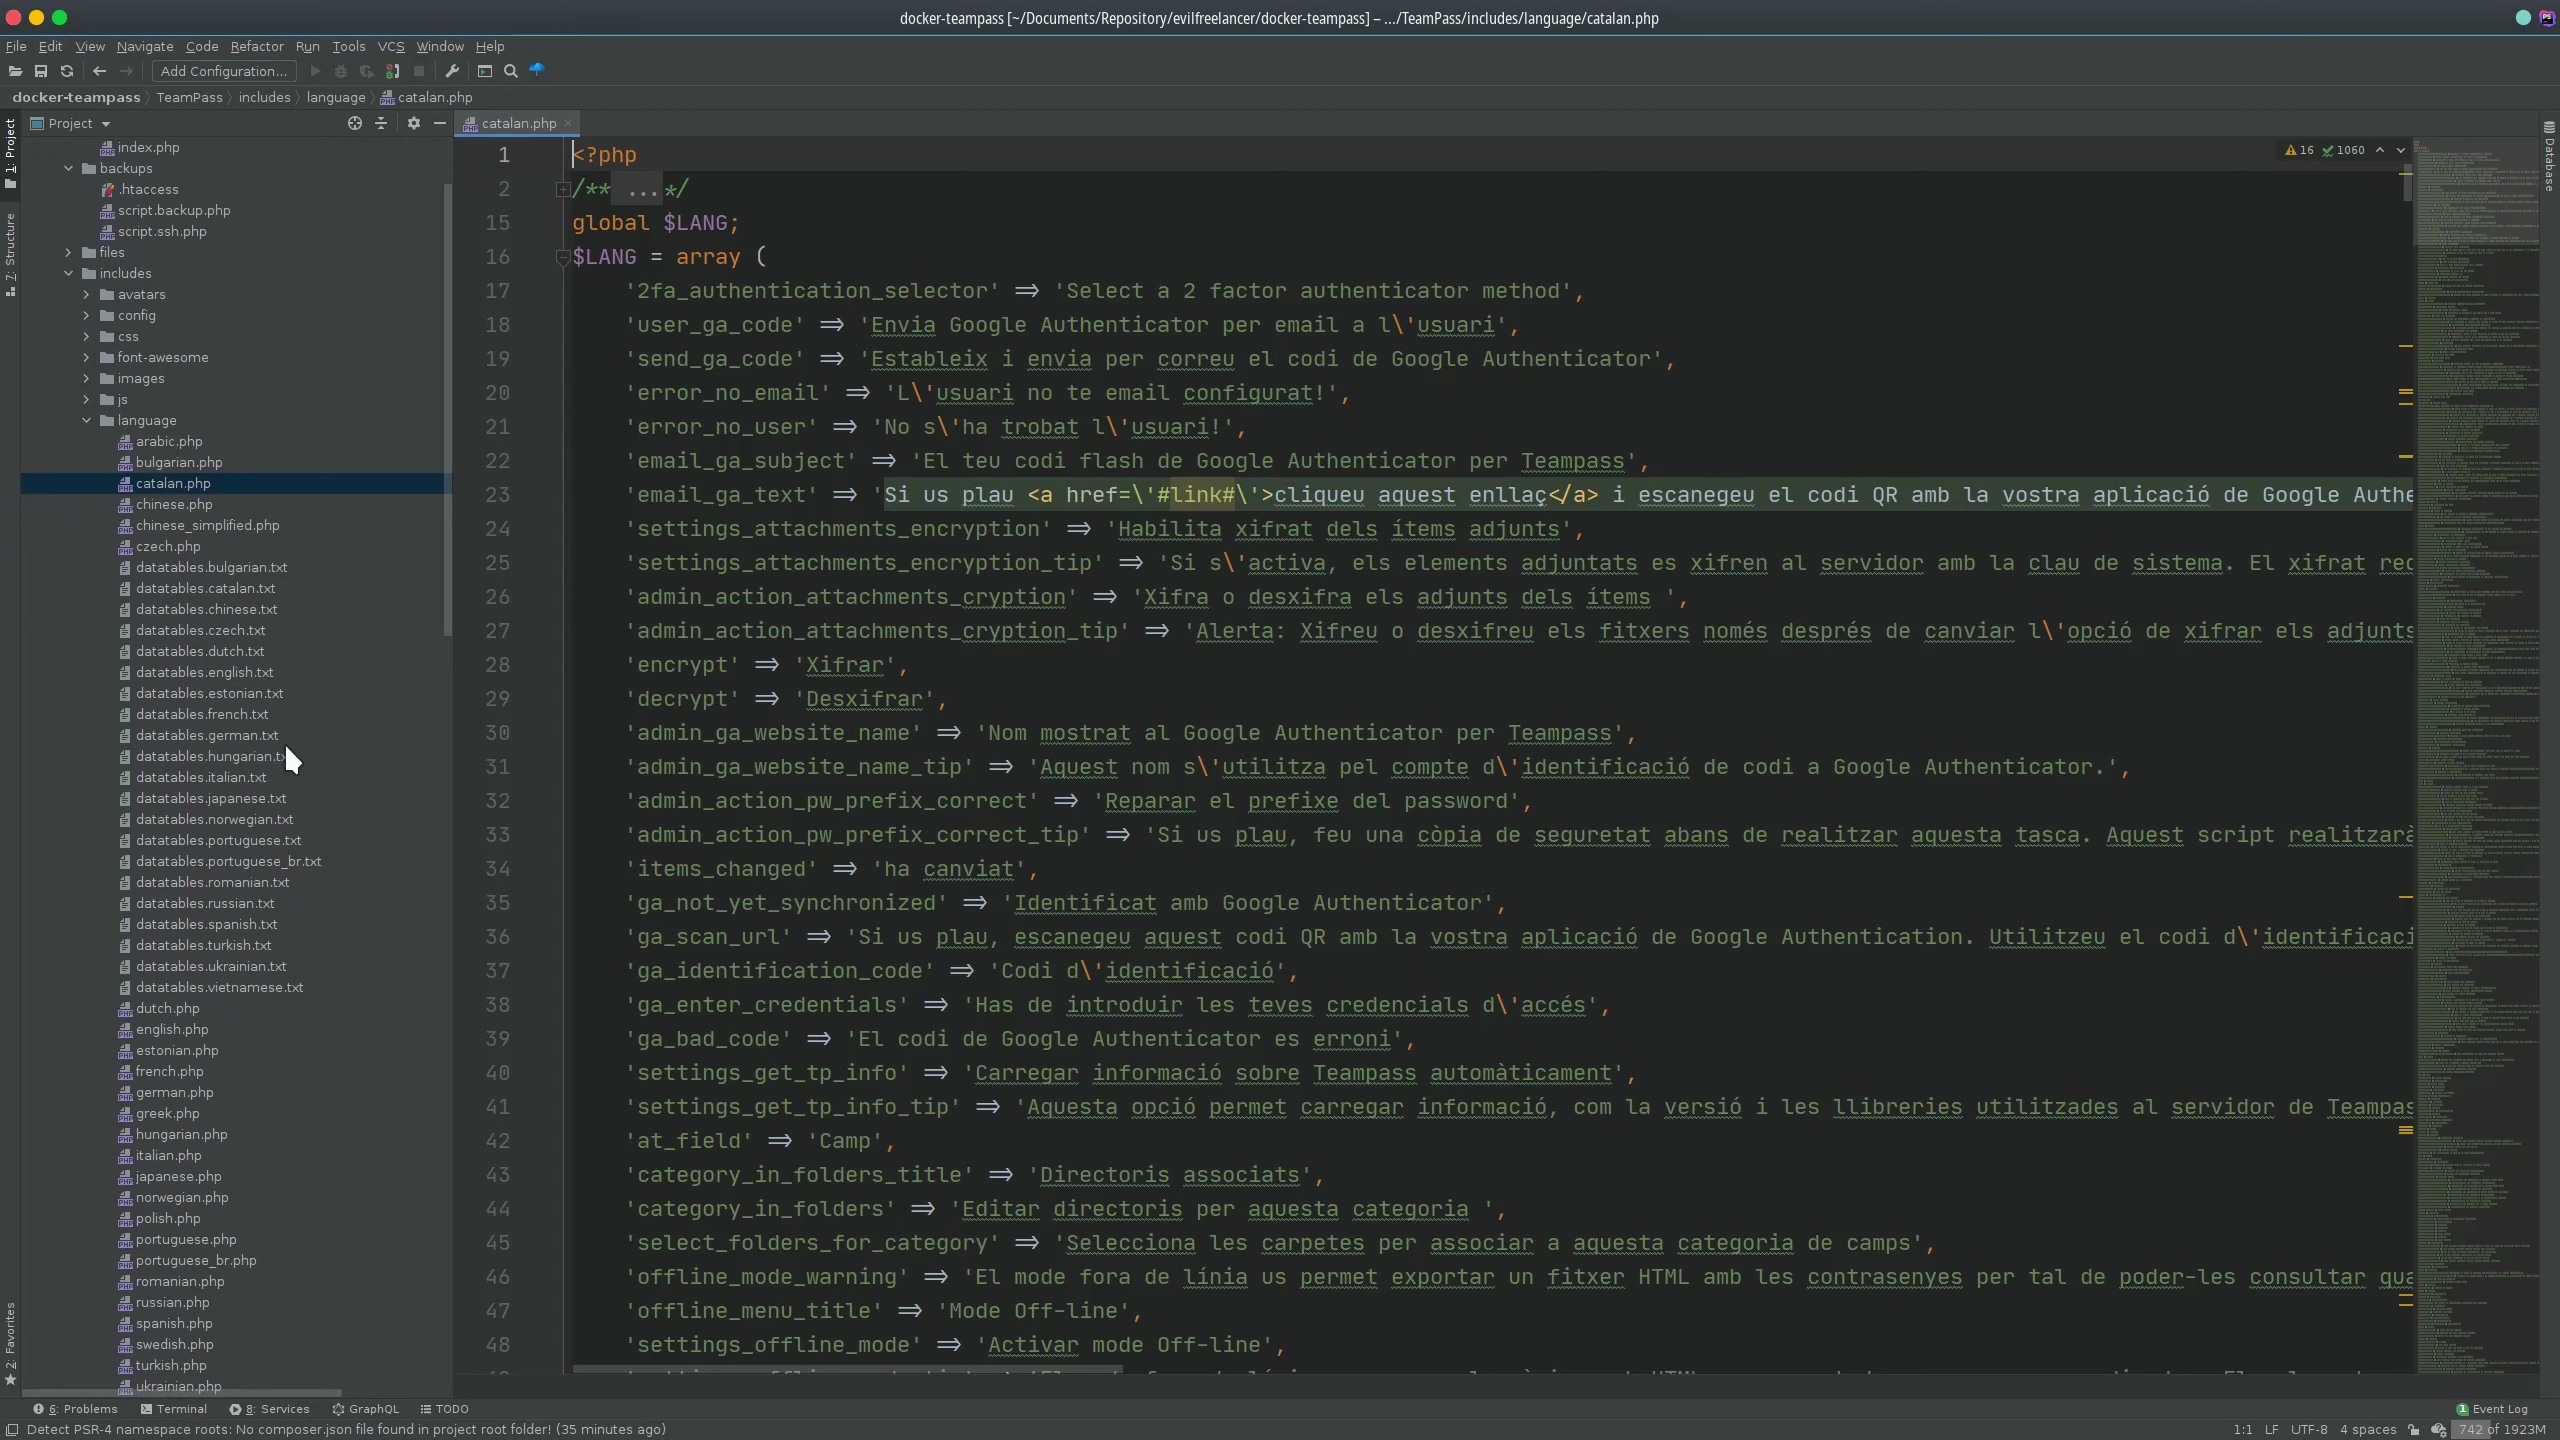 docker-teampass [~/Documents/Repository/evilfreelancer/docker-teampass] – .../TeamPass/includes/language/catalan.php
File Edit View Navigate Code Refactor Run Tools VCS Window Help
Add Configuration...
docker-teampass TeamPass includes language catalan.php
1: Project
7: Structure
2: Favorites
Project
index.php
backups
.htaccess
script.backup.php
script.ssh.php
files
includes
avatars
config
css
font-awesome
images
js
language
arabic.php
bulgarian.php
catalan.php
chinese.php
chinese_simplified.php
czech.php
datatables.bulgarian.txt
datatables.catalan.txt
datatables.chinese.txt
datatables.czech.txt
datatables.dutch.txt
datatables.english.txt
datatables.estonian.txt
datatables.french.txt
datatables.german.txt
datatables.hungarian.t
datatables.italian.txt
datatables.japanese.txt
datatables.norwegian.txt
datatables.portuguese.txt
datatables.portuguese_br.txt
datatables.romanian.txt
datatables.russian.txt
datatables.spanish.txt
datatables.turkish.txt
datatables.ukrainian.txt
datatables.vietnamese.txt
dutch.php
english.php
estonian.php
french.php
german.php
greek.php
hungarian.php
italian.php
japanese.php
norwegian.php
polish.php
portuguese.php
portuguese_br.php
romanian.php
russian.php
spanish.php
swedish.php
turkish.php
ukrainian.php
catalan.php
16 1060
1 <?php
2 /** ...*/
15 global $LANG;
16 $LANG = array (
17 '2fa_authentication_selector' => 'Select a 2 factor authenticator method',
18 'user_ga_code' => 'Envia Google Authenticator per email a l\'usuari',
19 'send_ga_code' => 'Estableix i envia per correu el codi de Google Authenticator',
20 'error_no_email' => 'L\'usuari no te email configurat!',
21 'error_no_user' => 'No s\'ha trobat l\'usuari!',
22 'email_ga_subject' => 'El teu codi flash de Google Authenticator per Teampass',
23 'email_ga_text' => 'Si us plau <a href=\'#link#\'>cliqueu aquest enllaç</a> i escanegeu el codi QR amb la vostra aplicació de Google Authe
24 'settings_attachments_encryption' => 'Habilita xifrat dels ítems adjunts',
25 'settings_attachments_encryption_tip' => 'Si s\'activa, els elements adjuntats es xifren al servidor amb la clau de sistema. El xifrat req
26 'admin_action_attachments_cryption' => 'Xifra o desxifra els adjunts dels ítems ',
27 'admin_action_attachments_cryption_tip' => 'Alerta: Xifreu o desxifreu els fitxers només després de canviar l\'opció de xifrar els adjunts
28 'encrypt' => 'Xifrar',
29 'decrypt' => 'Desxifrar',
30 'admin_ga_website_name' => 'Nom mostrat al Google Authenticator per Teampass',
31 'admin_ga_website_name_tip' => 'Aquest nom s\'utilitza pel compte d\'identificació de codi a Google Authenticator.',
32 'admin_action_pw_prefix_correct' => 'Reparar el prefixe del password',
33 'admin_action_pw_prefix_correct_tip' => 'Si us plau, feu una còpia de seguretat abans de realitzar aquesta tasca. Aquest script realitzarà
34 'items_changed' => 'ha canviat',
35 'ga_not_yet_synchronized' => 'Identificat amb Google Authenticator',
36 'ga_scan_url' => 'Si us plau, escanegeu aquest codi QR amb la vostra aplicació de Google Authentication. Utilitzeu el codi d\'identificaci
37 'ga_identification_code' => 'Codi d\'identificació',
38 'ga_enter_credentials' => 'Has de introduir les teves credencials d\'accés',
39 'ga_bad_code' => 'El codi de Google Authenticator es erroni',
40 'settings_get_tp_info' => 'Carregar informació sobre Teampass automàticament',
41 'settings_get_tp_info_tip' => 'Aquesta opció permet carregar informació, com la versió i les llibreries utilitzades al servidor de Teampas
42 'at_field' => 'Camp',
43 'category_in_folders_title' => 'Directoris associats',
44 'category_in_folders' => 'Editar directoris per aquesta categoria ',
45 'select_folders_for_category' => 'Selecciona les carpetes per associar a aquesta categoria de camps',
46 'offline_mode_warning' => 'El mode fora de línia us permet exportar un fitxer HTML amb les contrasenyes per tal de poder-les consultar qua
47 'offline_menu_title' => 'Mode Off-line',
48 'settings_offline_mode' => 'Activar mode Off-line',
Database
6: Problems Terminal 8: Services GraphQL TODO
1 Event Log
Detect PSR-4 namespace roots: No composer.json file found in project root folder! (35 minutes ago)
1:1 LF UTF-8 4 spaces 742 of 1923M